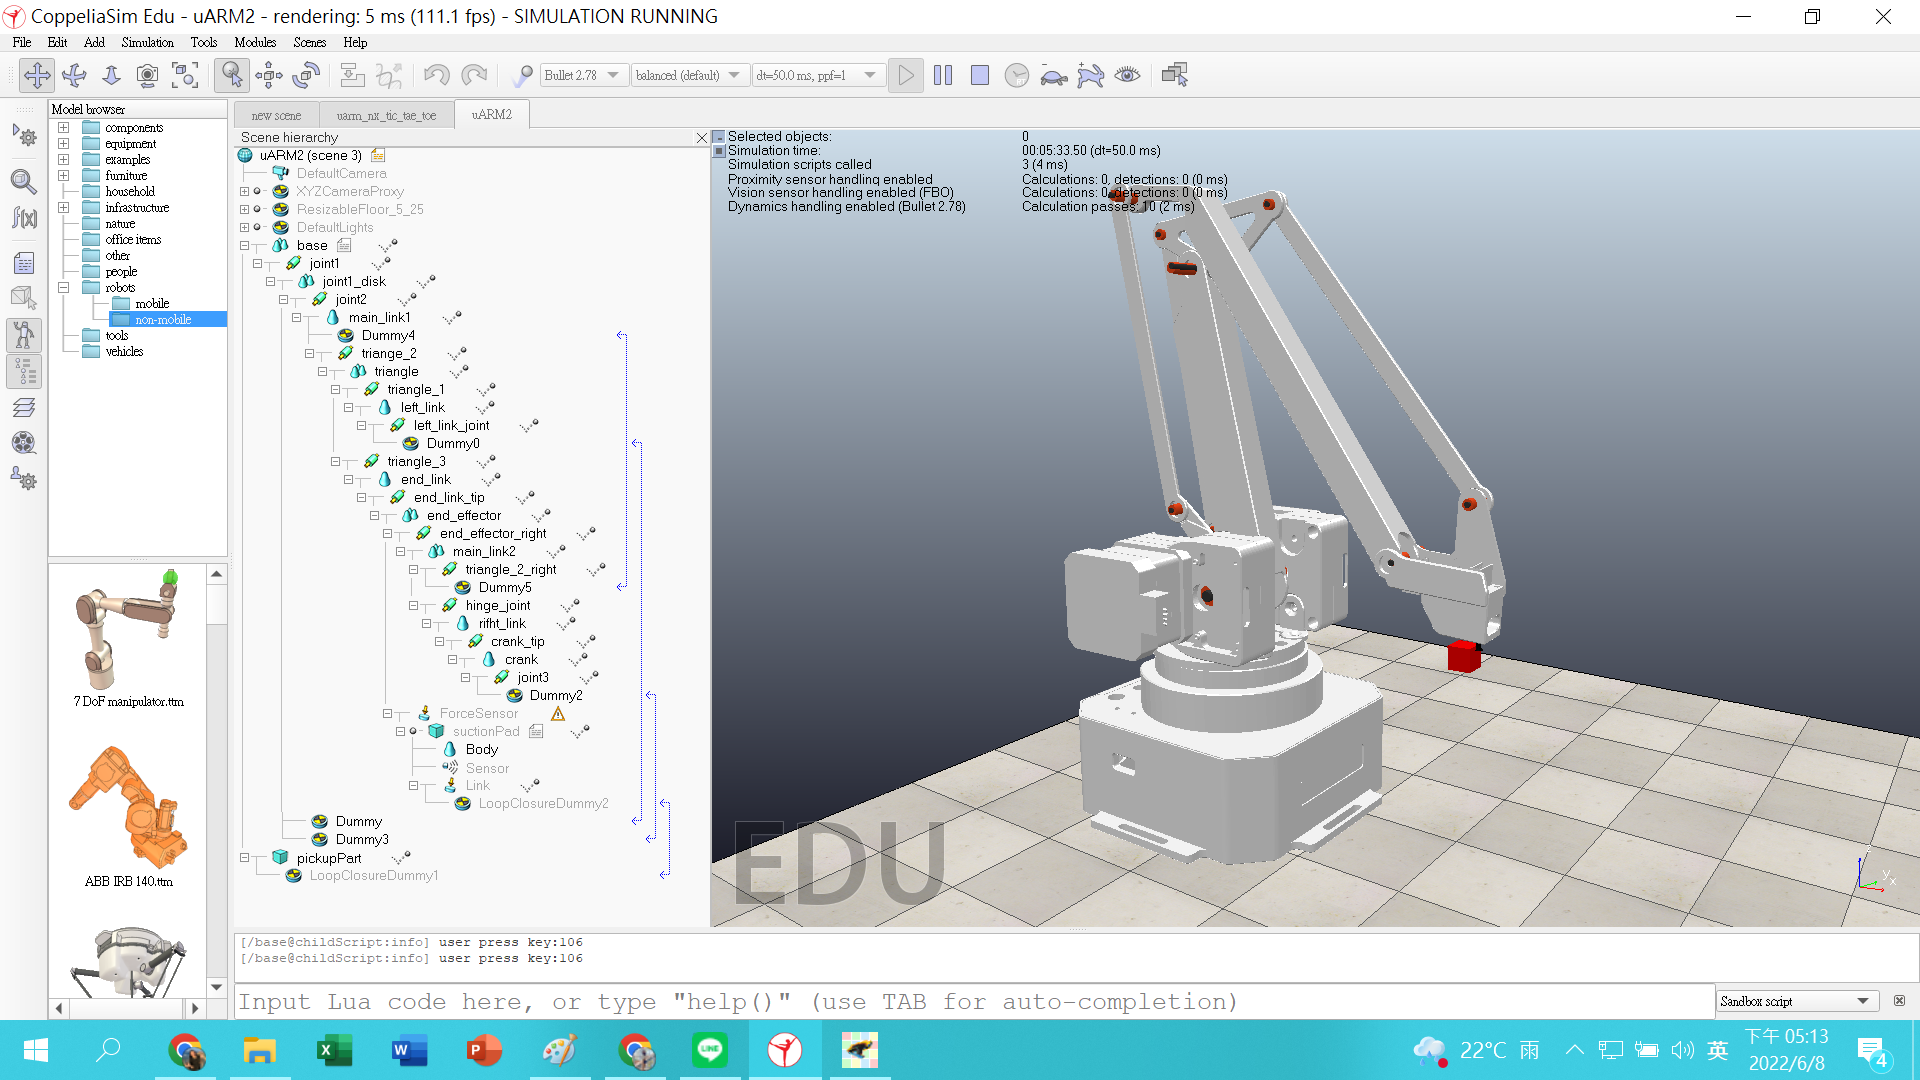 CoppeliaSim Edu - uARM2 - rendering: 5 ms (111.1 fps) - SIMULATION RUNNING
File Edit Add Simulation Tools Modules Scenes Help
Bullet 2.78 balanced (default) dt=50.0 ms, ppf=1
Model browser
components
equipment
examples
furniture
household
infrastructure
nature
office items
other
people
robots
mobile
non-mobile
tools
vehicles
7 DoF manipulator.ttm
ABB IRB 140.ttm
new scene uarm_nx_tic_tae_toe uARM2
Scene hierarchy
uARM2 (scene 3)
DefaultCamera
XYZCameraProxy
ResizableFloor_5_25
DefaultLights
base
joint1
joint1_disk
joint2
main_link1
Dummy4
triange_2
triangle
triangle_1
left_link
left_link_joint
Dummy0
triangle_3
end_link
end_link_tip
end_effector
end_effector_right
main_link2
triangle_2_right
Dummy5
hinge_joint
rifht_link
crank_tip
crank
joint3
Dummy2
ForceSensor
suctionPad
Body
Sensor
Link
LoopClosureDummy2
Dummy
Dummy3
pickupPart
LoopClosureDummy1
Selected objects: 0
Simulation time: 00:05:33.50 (dt=50.0 ms)
Simulation scripts called 3 (4 ms)
Proximity sensor handling enabled Calculations: 0, detections: 0 (0 ms)
Vision sensor handling enabled (FBO) Calculations: 0, detections: 0 (0 ms)
Dynamics handling enabled (Bullet 2.78) Calculation passes: 10 (2 ms)
EDU
[/base@childScript:info] user press key:106
[/base@childScript:info] user press key:106
Input Lua code here, or type "help()" (use TAB for auto-completion)
Sandbox script
22°C 雨
英
下午 05:13
2022/6/8
4